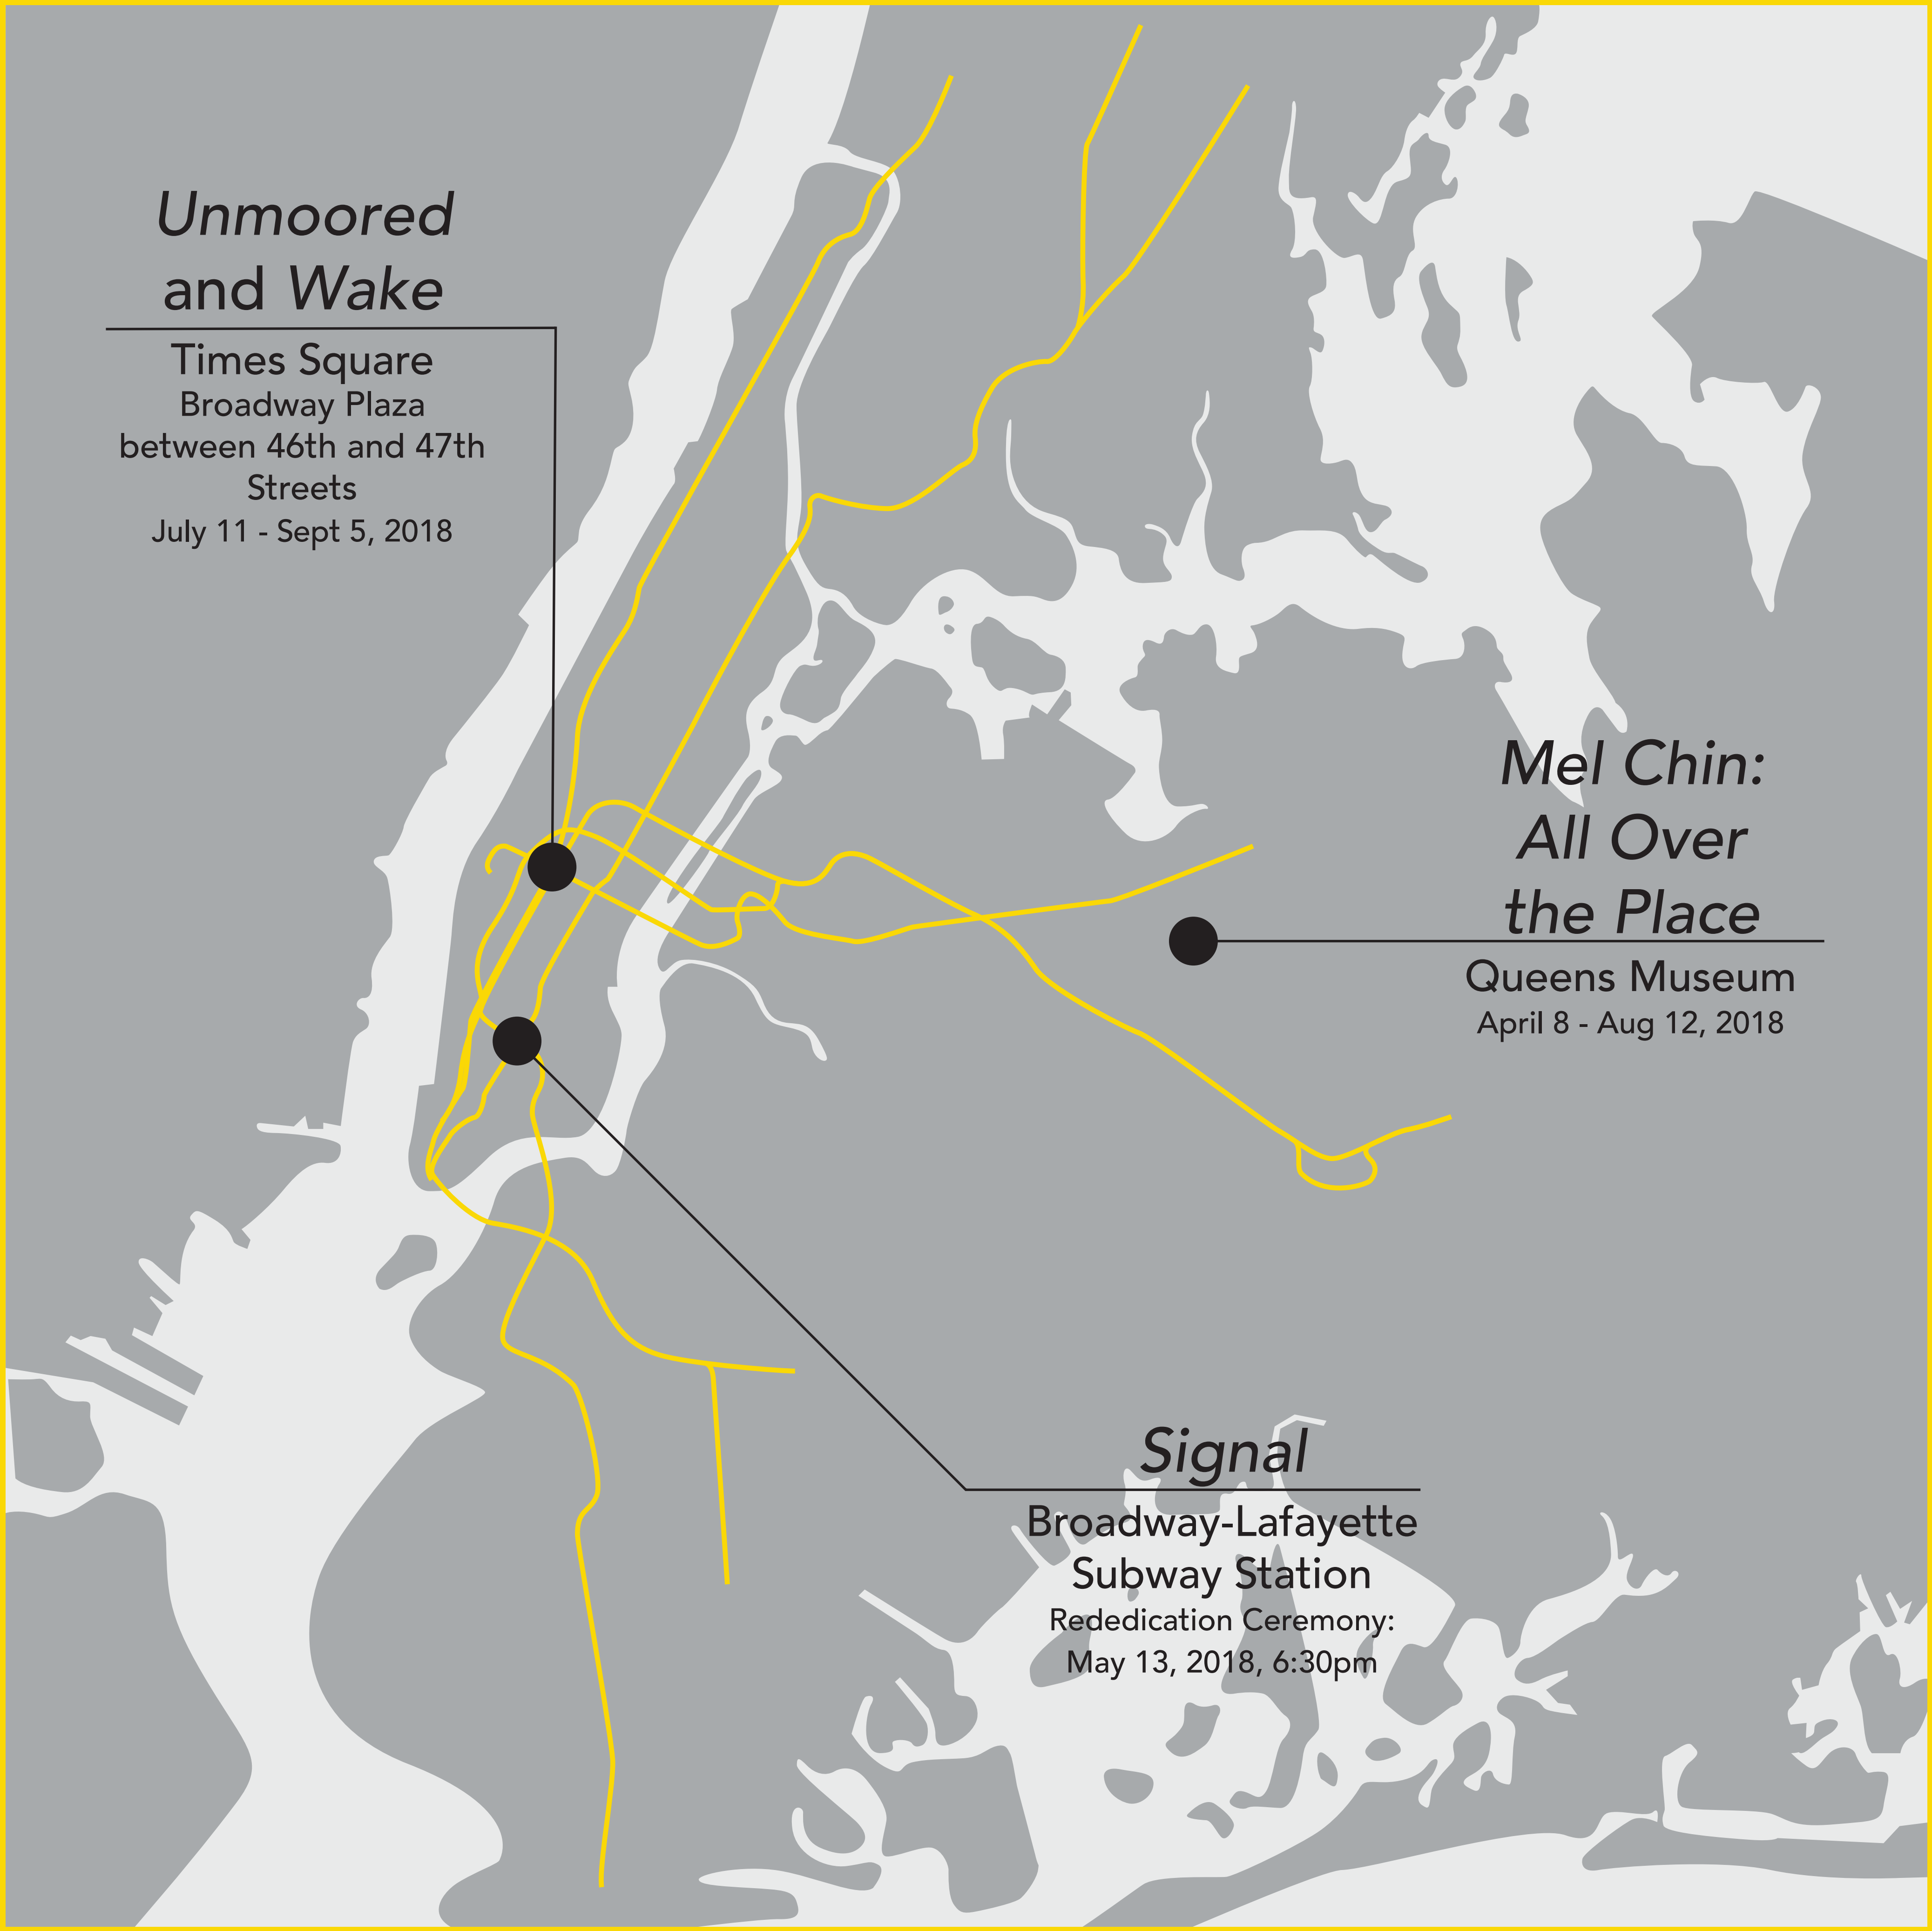 Unmoored
and Wake
Times Square
Broadway Plaza
between 46th and 47th
Streets
July 11 - Sept 5, 2018
Mel Chin:
All Over
the Place
Queens Museum
April 8 - Aug 12, 2018
Signal
Broadway-Lafayette
Subway Station
Rededication Ceremony:
May 13, 2018, 6:30pm